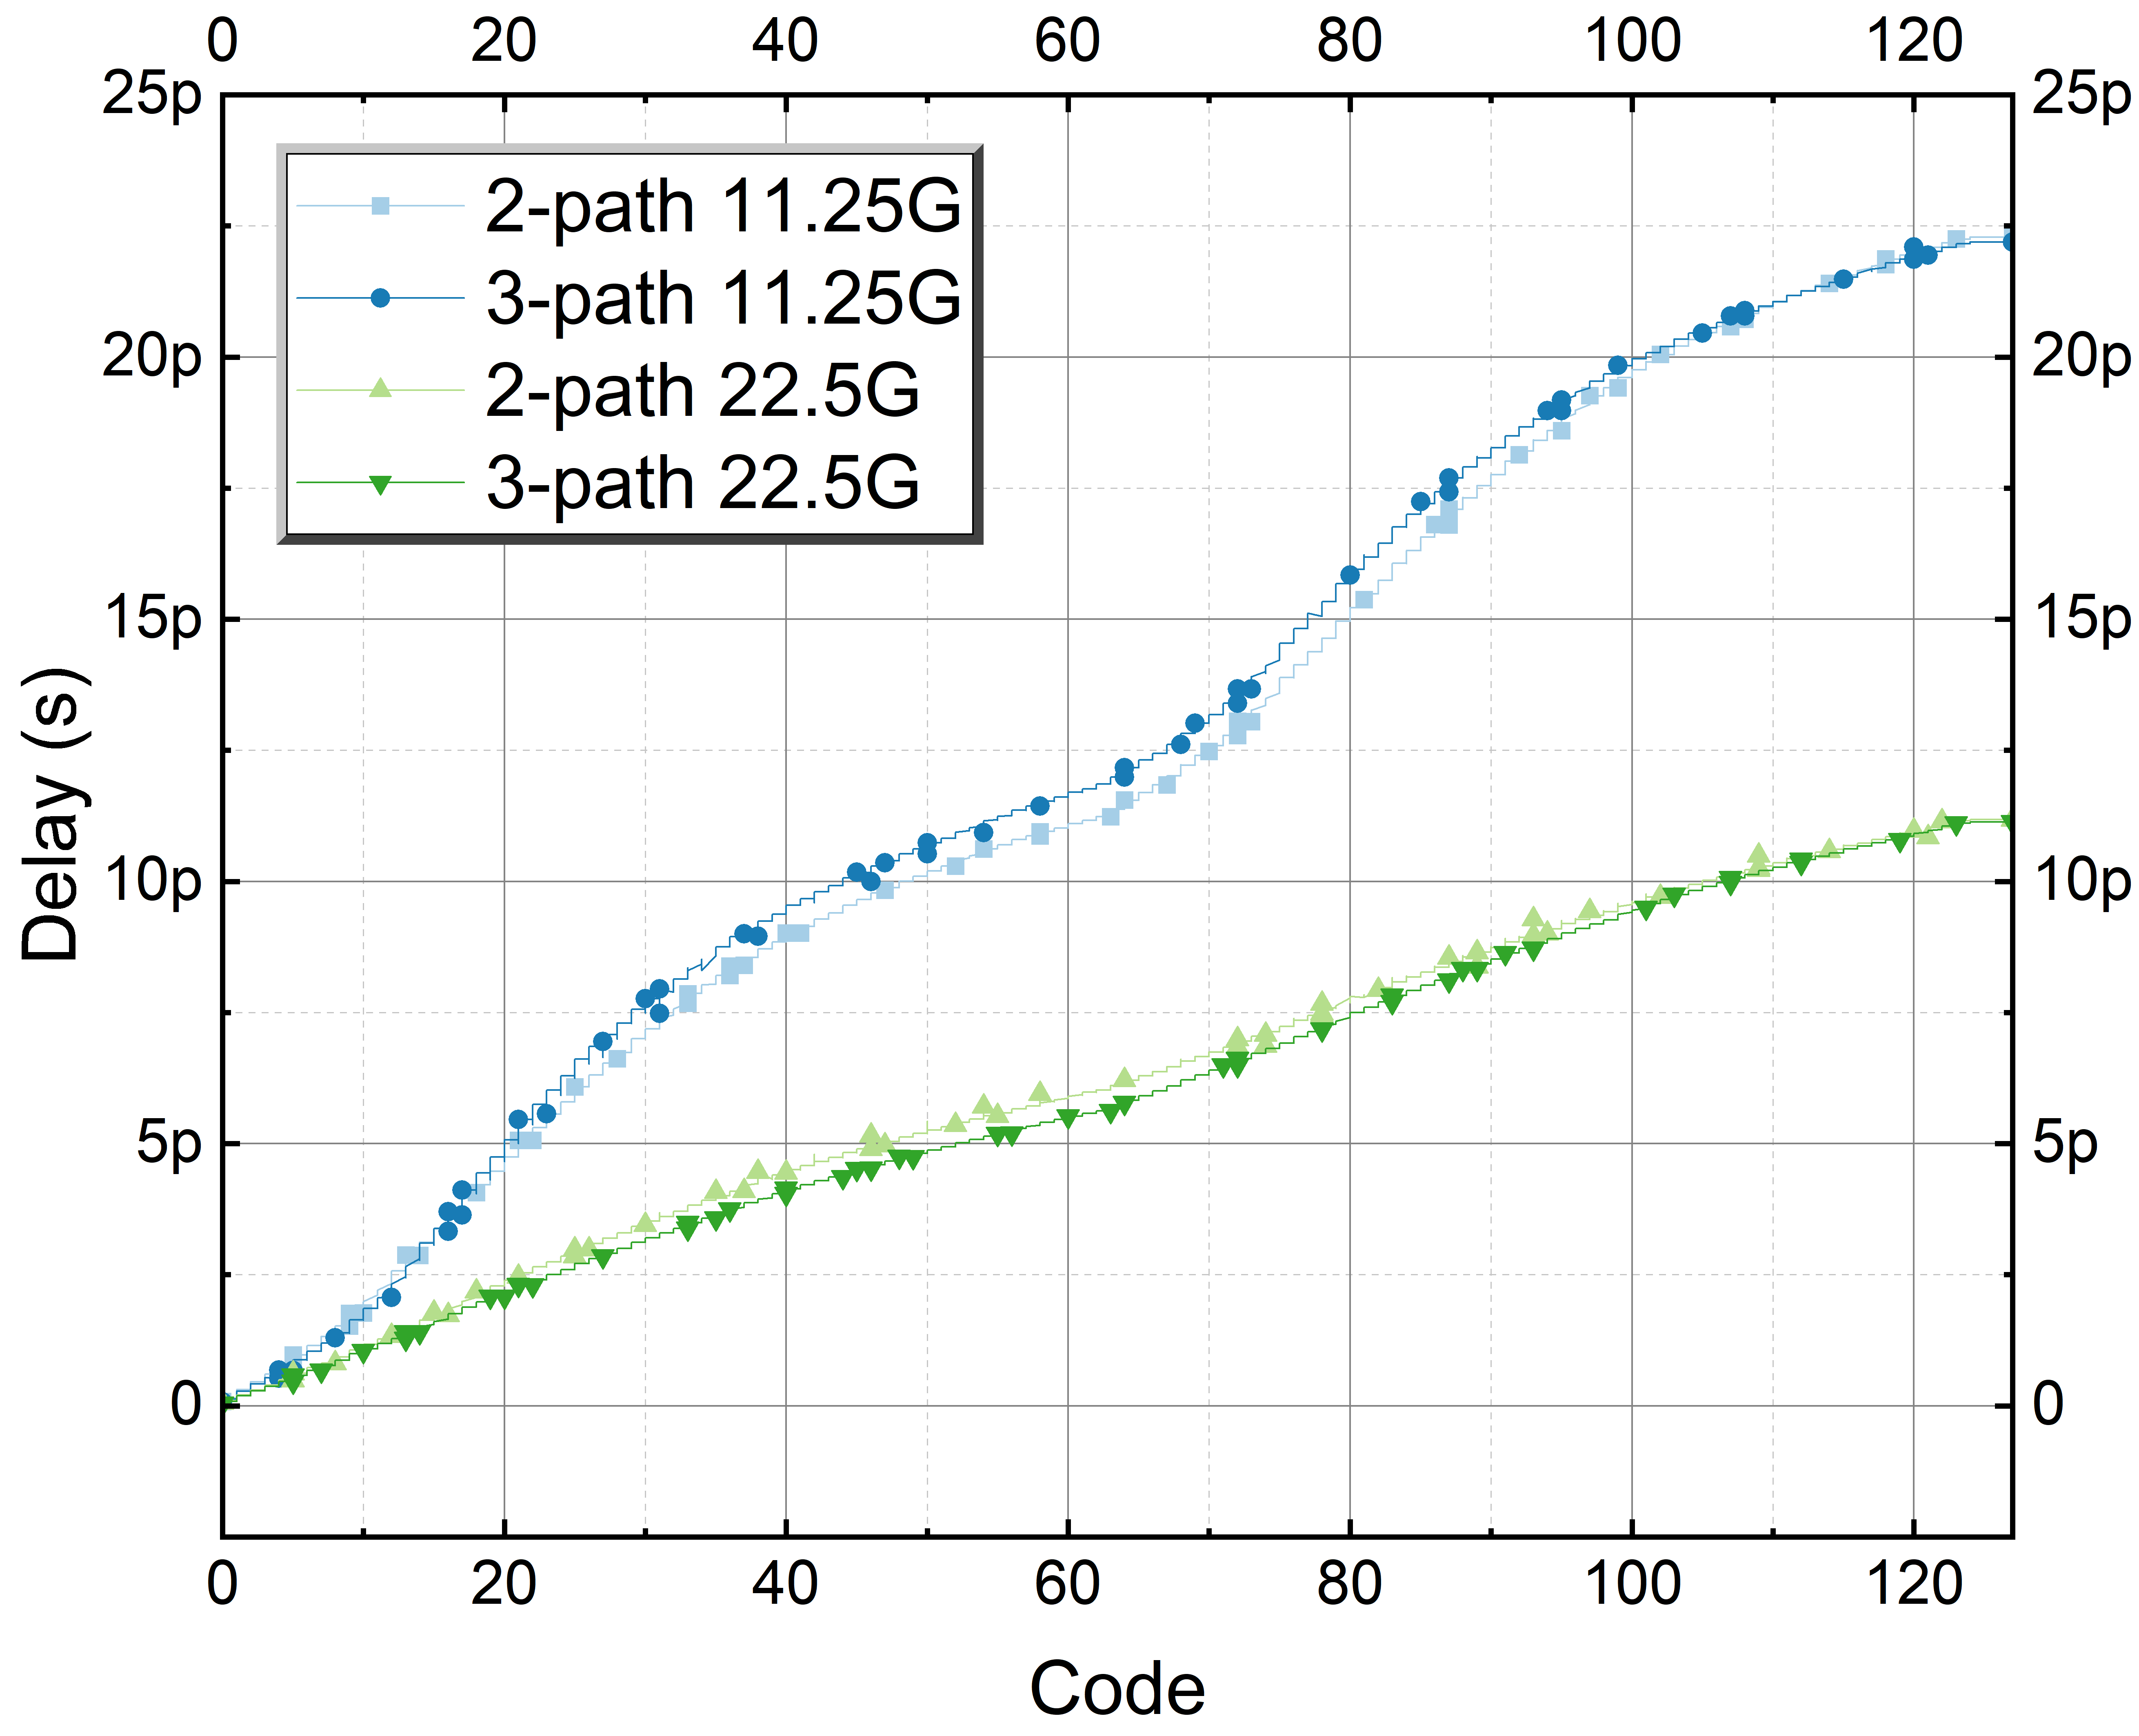 0 20 40 60 80 100 120
25p 25p
2-path 11.25G
3-path 11.25G
20p 20p
2-path 22.5G
3-path 22.5G
15p 15p
Delay (s)
10p 10p
5p 5p
0 0
0 20 40 60 80 100 120
Code